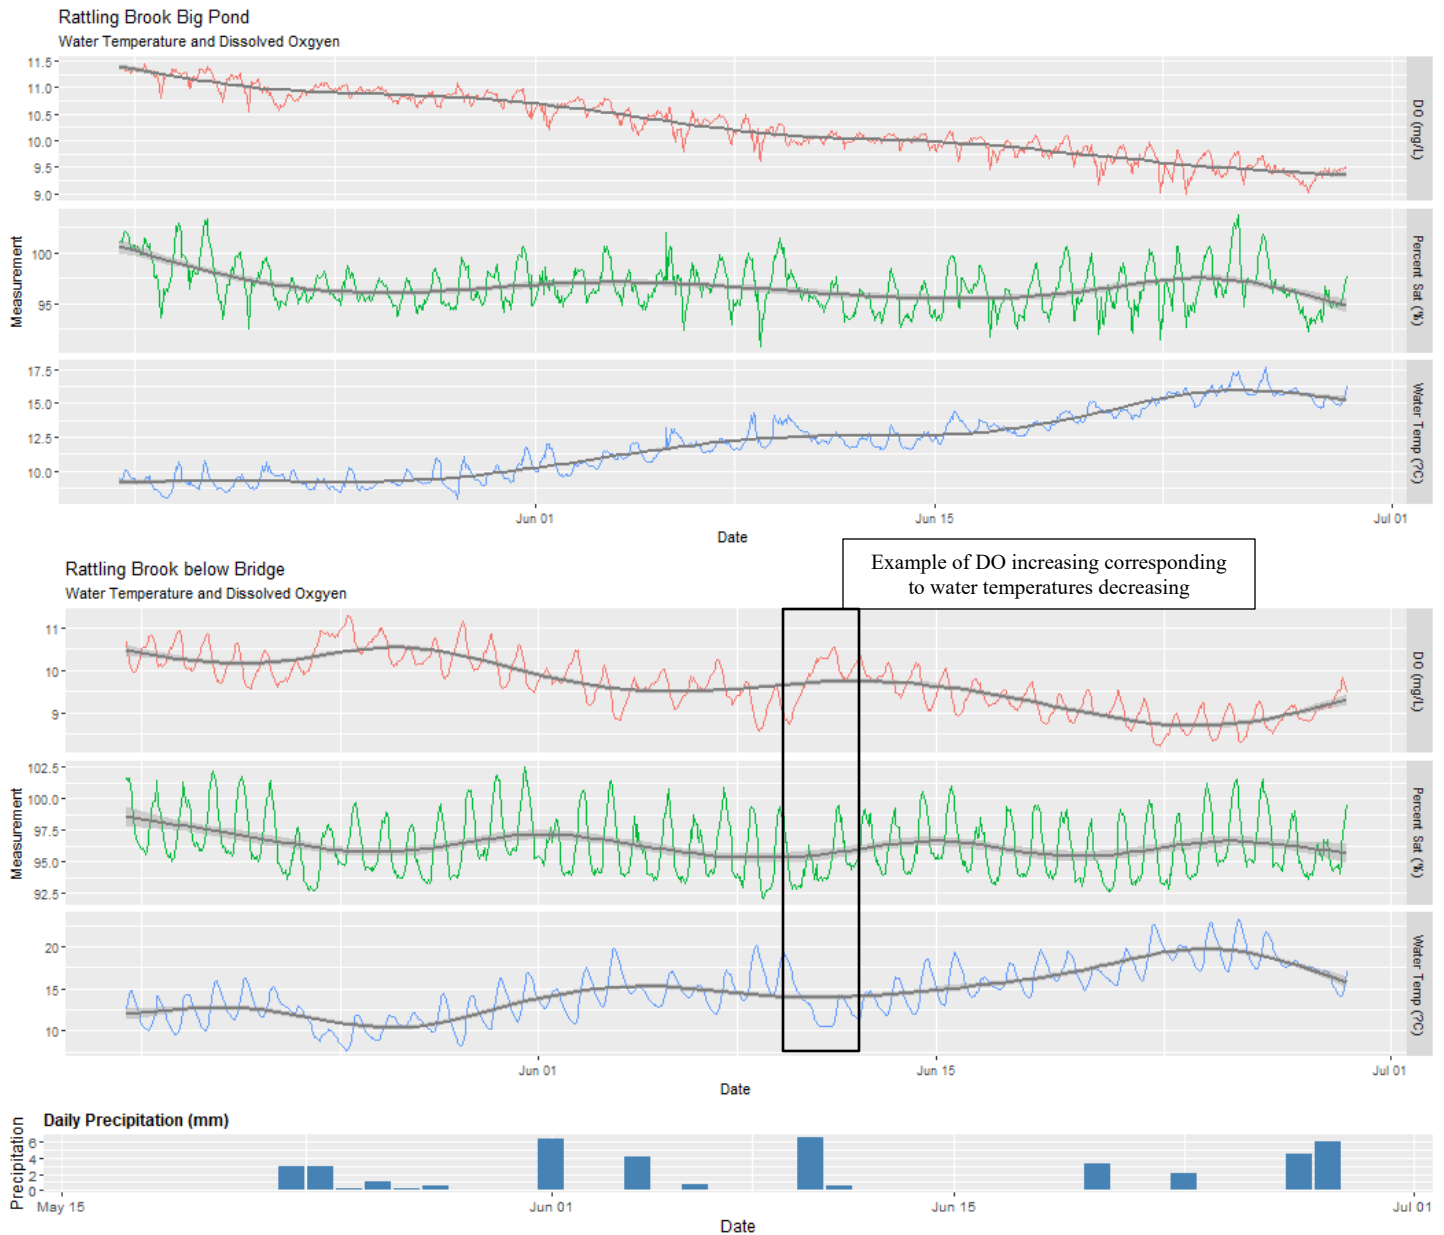 Rattling Brook Big Pond
Water Temperature and Dissolved Oxgyen
11.5
11.0
10.5
10.0
9.5
9.0
DO (mg/L)
100
95
Percent Sat (%)
Measurement
17.5
15.0
12.5
10.0
Water Temp (?C)
Jun 01
Jun 15
Jul 01
Date
Example of DO increasing corresponding
to water temperatures decreasing
Rattling Brook below Bridge
Water Temperature and Dissolved Oxgyen
11
10
9
DO (mg/L)
102.5
100.0
97.5
95.0
92.5
Percent Sat (%)
Measurement
20
15
10
Water Temp (?C)
Jun 01
Jun 15
Jul 01
Date
Daily Precipitation (mm)
Precipitation
6
4
2
0
May 15
Jun 01
Jun 15
Jul 01
Date